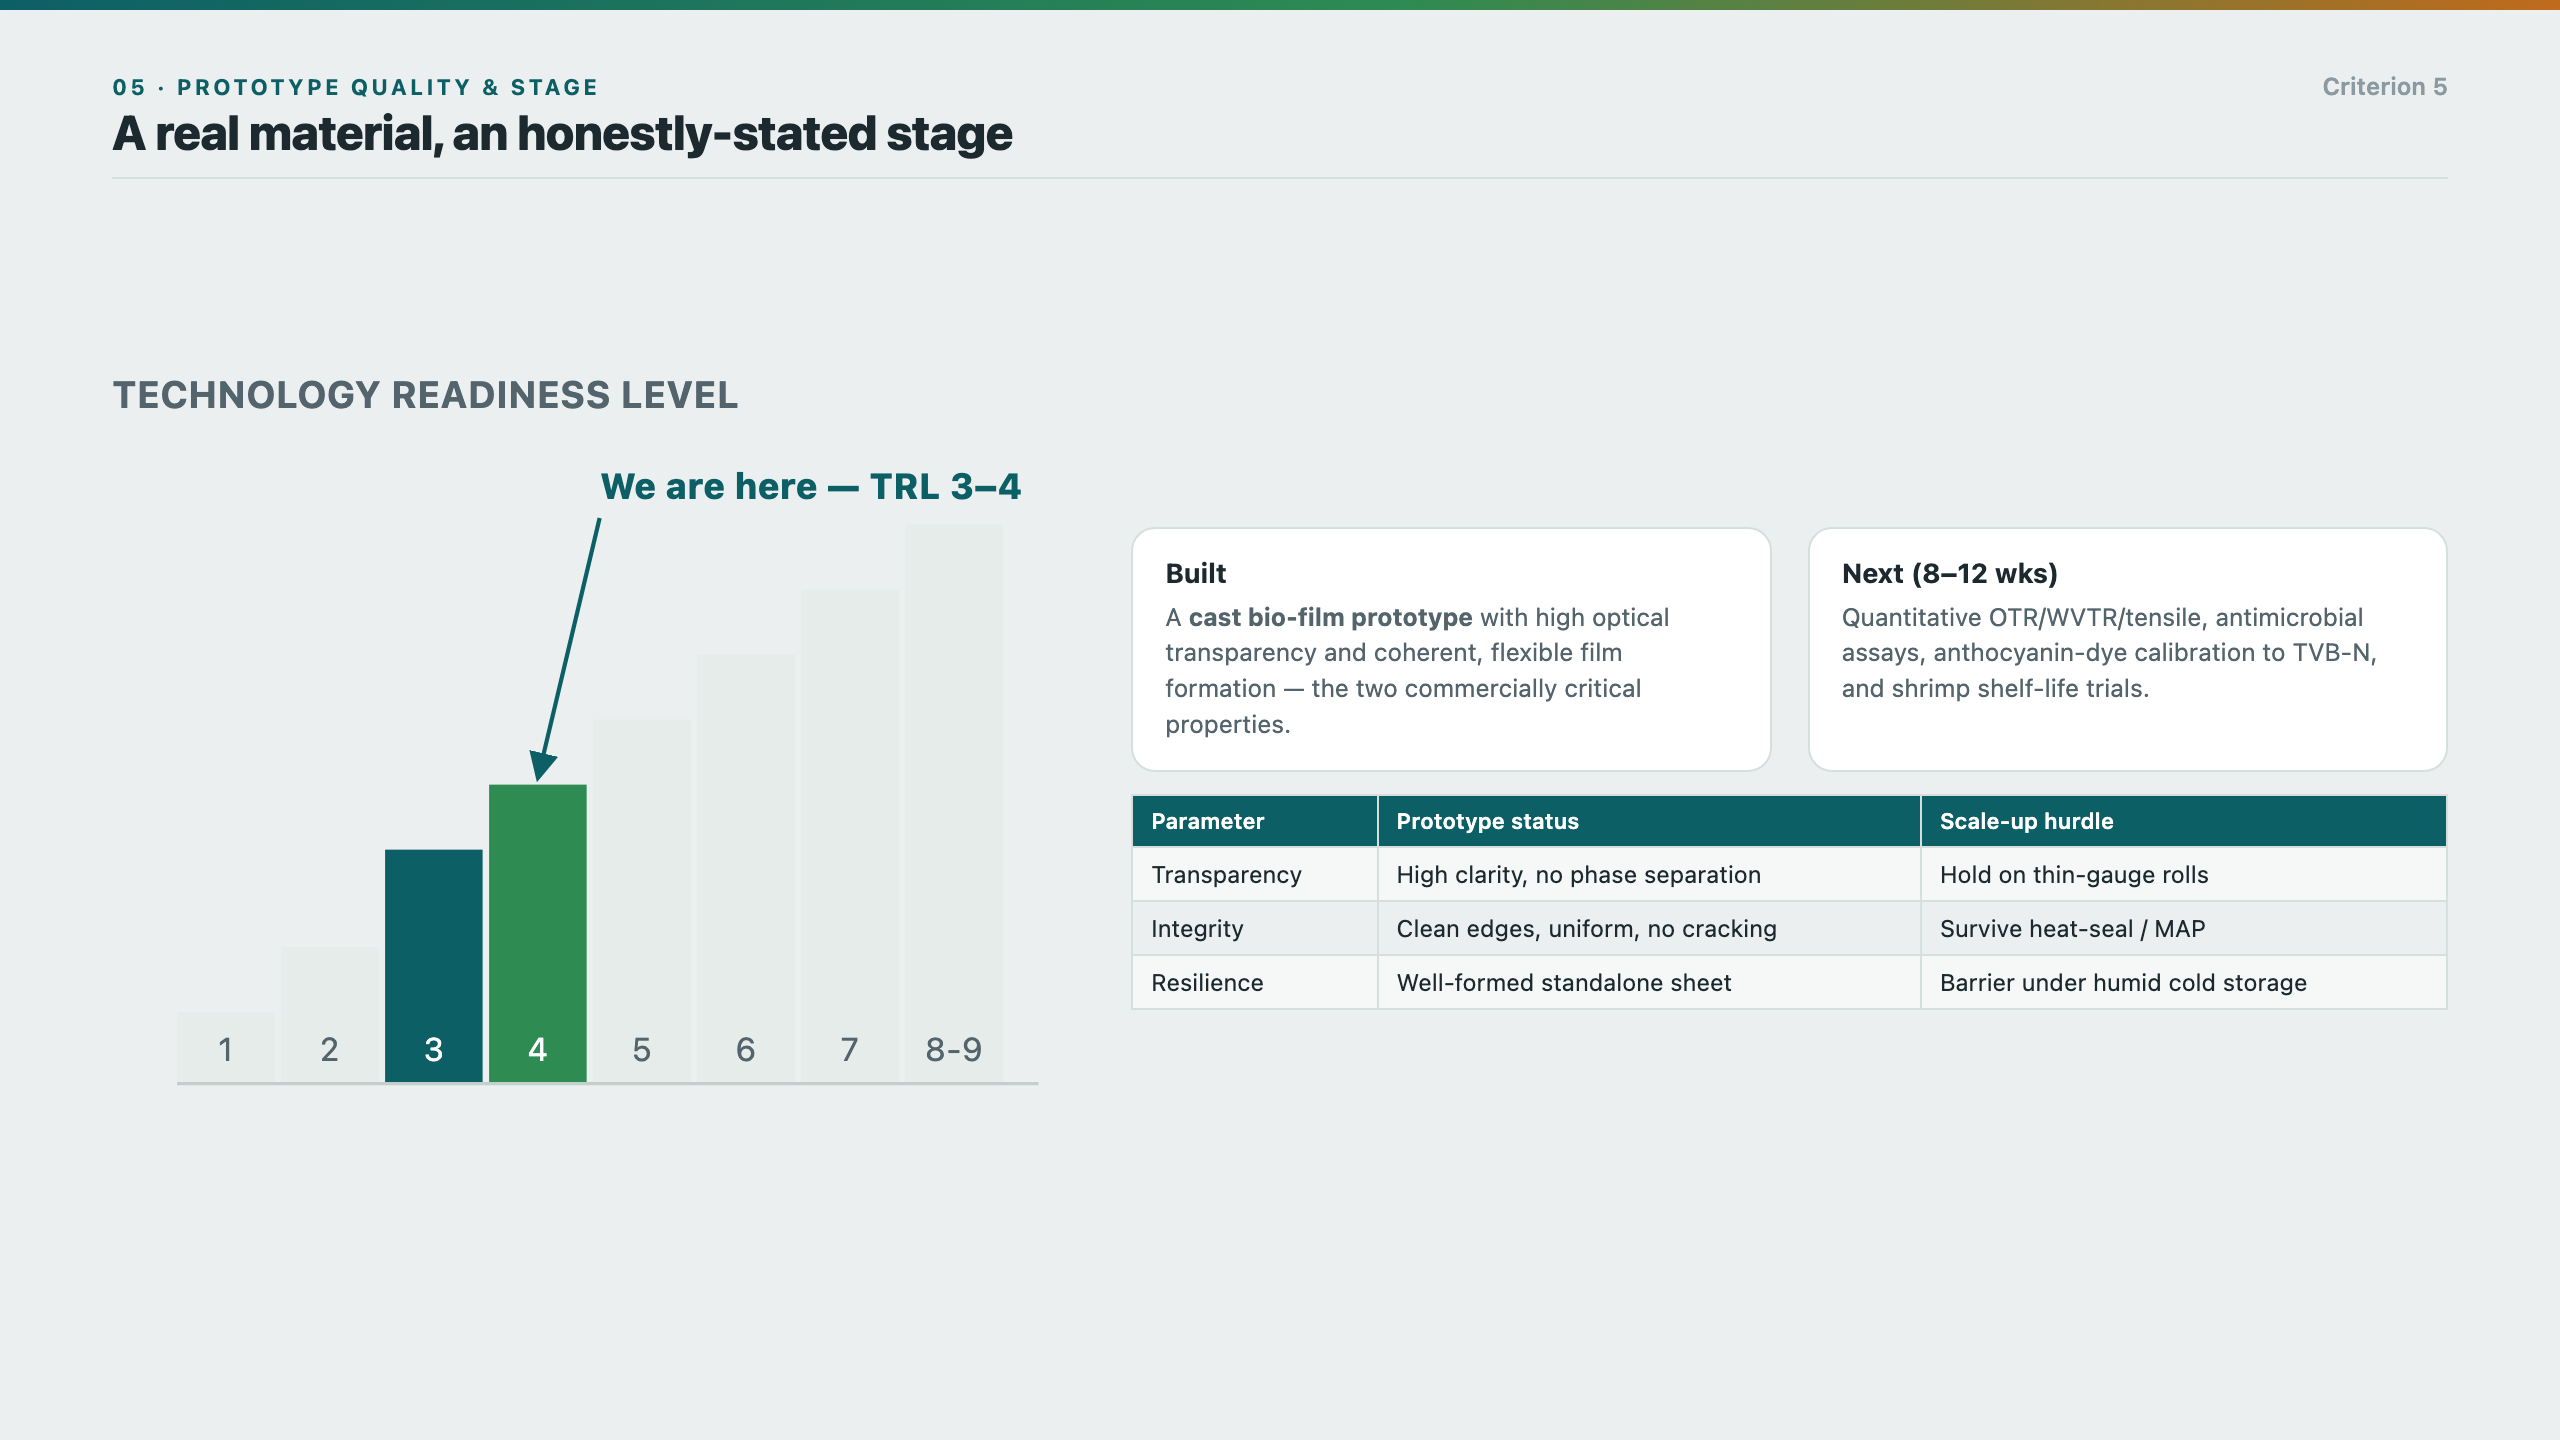 05 · PROTOTYPE QUALITY & STAGE
Criterion 5
A real material, an honestly-stated stage
TECHNOLOGY READINESS LEVEL
We are here — TRL 3–4
1 2 3 4 5 6 7 8-9
Built
A cast bio-film prototype with high optical
transparency and coherent, flexible film
formation — the two commercially critical
properties.
Next (8–12 wks)
Quantitative OTR/WVTR/tensile, antimicrobial
assays, anthocyanin-dye calibration to TVB-N,
and shrimp shelf-life trials.
Parameter Prototype status Scale-up hurdle
Transparency High clarity, no phase separation Hold on thin-gauge rolls
Integrity Clean edges, uniform, no cracking Survive heat-seal / MAP
Resilience Well-formed standalone sheet Barrier under humid cold storage